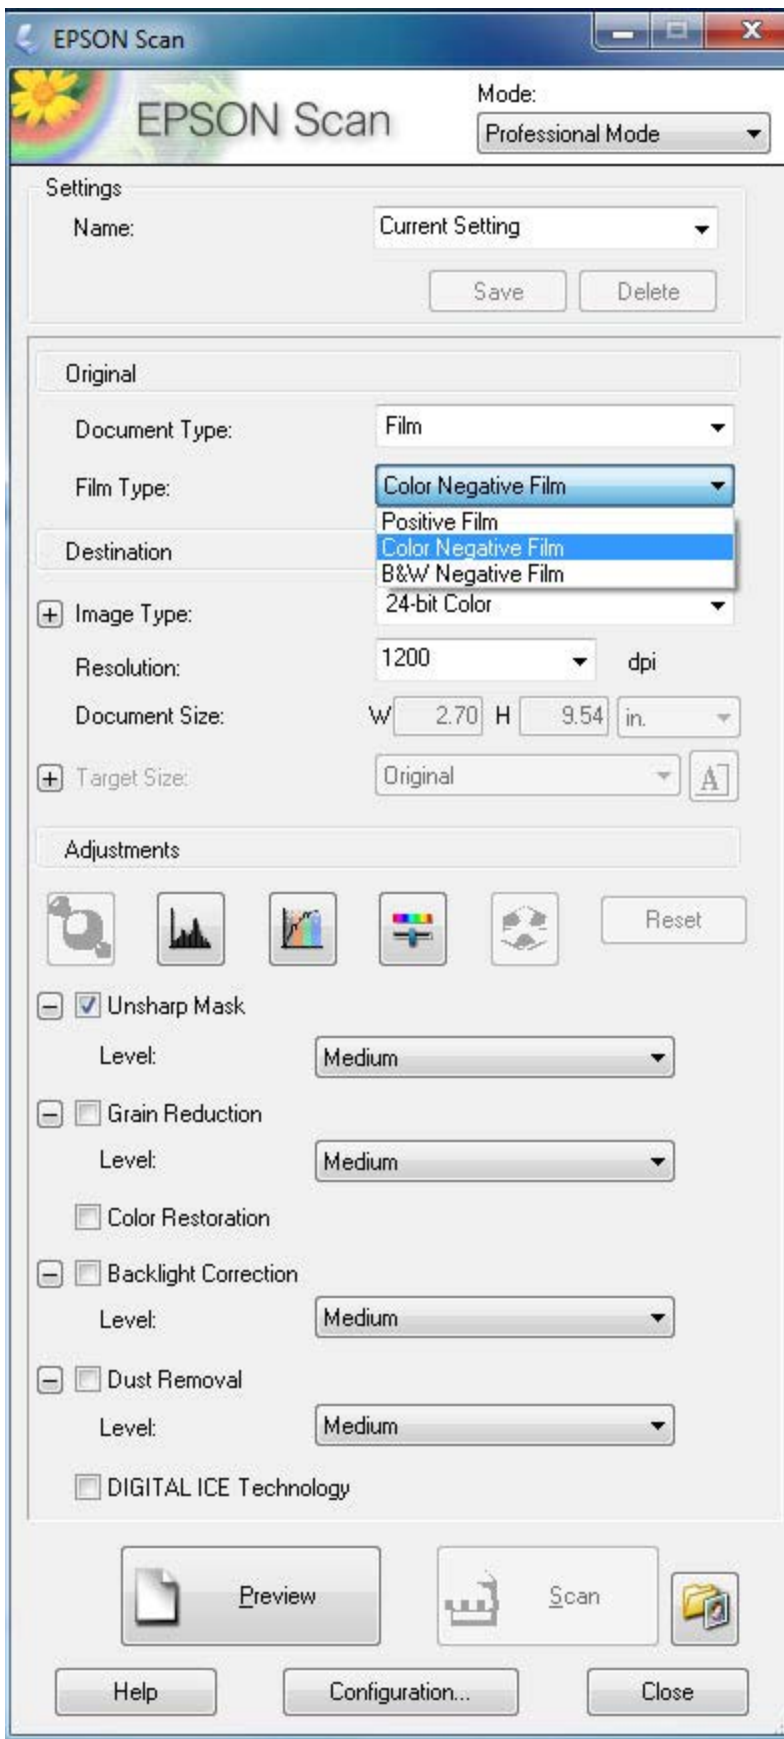 EPSON Scan
EPSON Scan
Mode:
Professional Mode
Settings
Name:
Current Setting
Save
Delete
Original
Document Type:
Film
Film Type:
Color Negative Film
Positive Film
Color Negative Film
B&W Negative Film
Destination
Image Type:
24-bit Color
Resolution:
1200
dpi
Document Size:
W
2.70
H
9.54
in.
Target Size:
Original
A
Adjustments
Reset
Unsharp Mask
Level:
Medium
Grain Reduction
Level:
Medium
Color Restoration
Backlight Correction
Level:
Medium
Dust Removal
Level:
Medium
DIGITAL ICE Technology
Preview
Scan
Help
Configuration...
Close